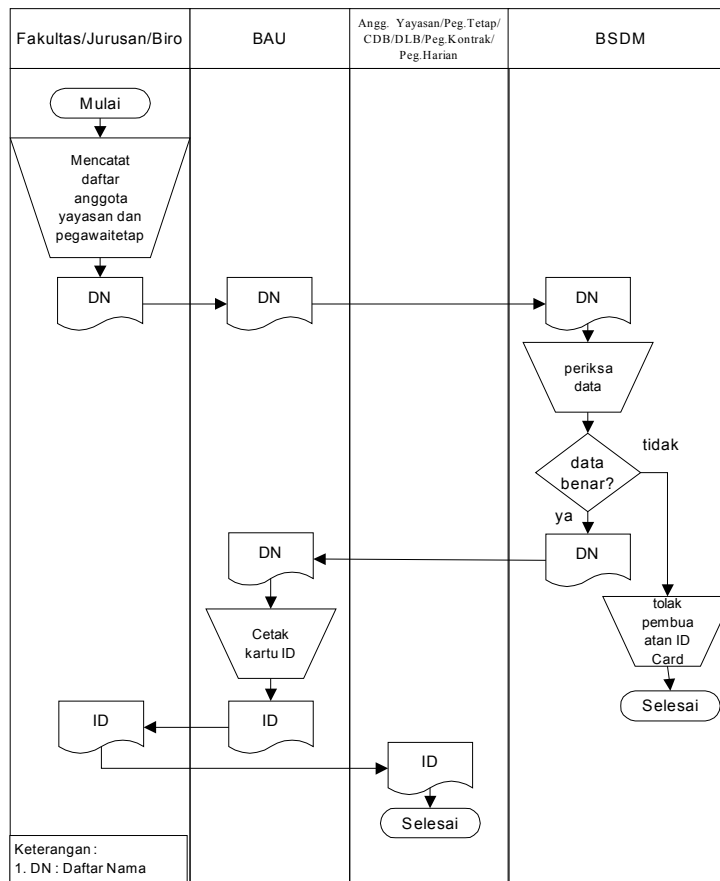 Fakultas/Jurusan/Biro
BAU
Angg. Yayasan/Peg.Tetap/
CDB/DLB/Peg.Kontrak/
Peg.Harian
BSDM
Mulai
Mencatat
daftar
anggota
yayasan dan
pegawaitetap
DN
DN
DN
periksa
data
data
benar?
tidak
ya
DN
DN
tolak
pembua
atan ID
Card
Cetak
kartu ID
Selesai
ID
ID
ID
Selesai
Keterangan :
1. DN : Daftar Nama